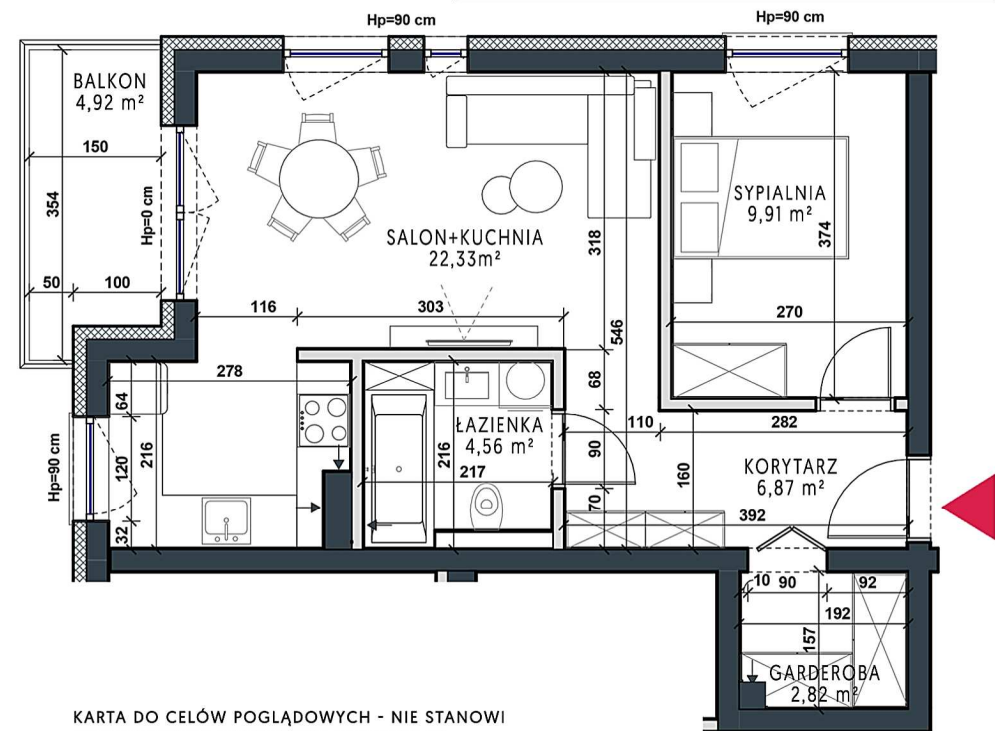 Hp=90 cm
Hp=90 cm
BALKON
4,92 m²
150
354
Hp=0 cm
50
100
SALON+KUCHNIA
22,33m²
318
SYPIALNIA
9,91 m²
374
116
303
546
270
278
68
64
ŁAZIENKA
4,56 m²
110
282
Hp=90 cm
120
216
216
217
90
160
KORYTARZ
6,87 m²
70
392
32
10
90
92
192
157
GARDEROBA
2,82 m²
KARTA DO CELÓW POGLĄDOWYCH - NIE STANOWI